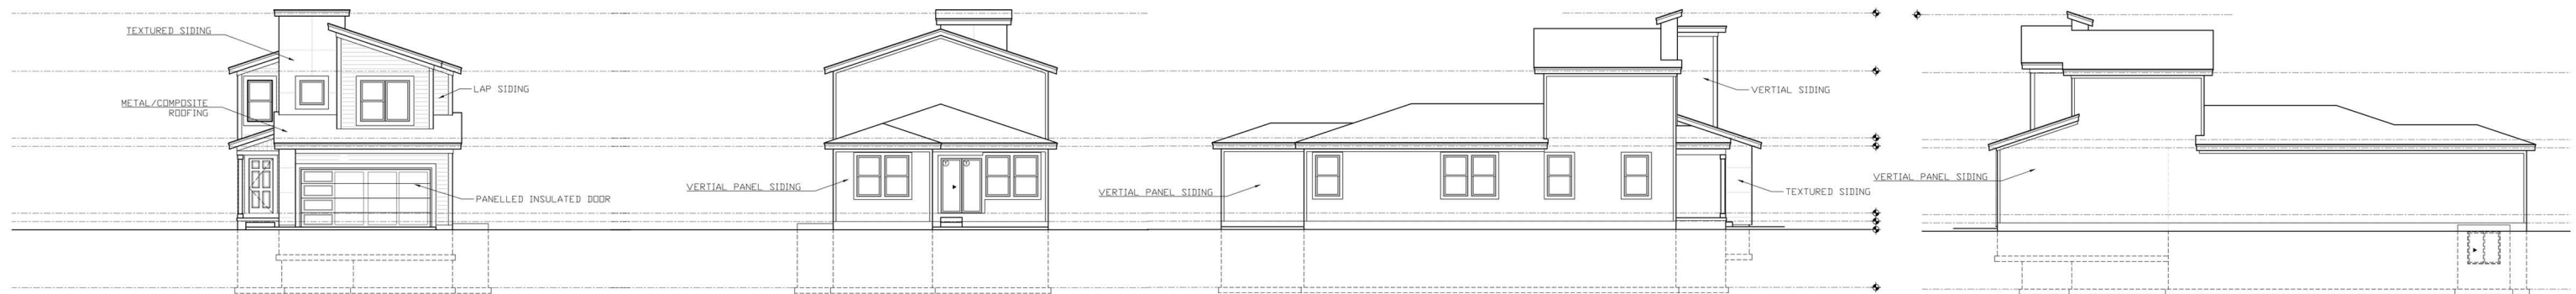 TEXTURED SIDING
METAL/COMPOSITE
ROOFING
LAP SIDING
PANELLED INSULATED DOOR
VERTIAL PANEL SIDING
VERTIAL PANEL SIDING
VERTIAL SIDING
TEXTURED SIDING
VERTIAL PANEL SIDING